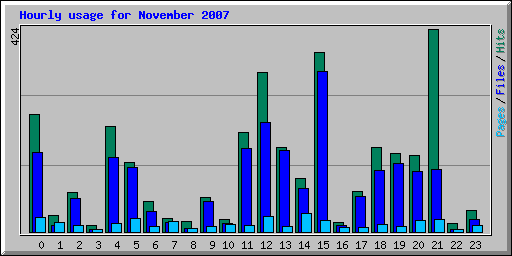 Hourly usage for November 2007
424
Pages / Files / Hits
0 1 2 3 4 5 6 7 8 9 10 11 12 13 14 15 16 17 18 19 20 21 22 23